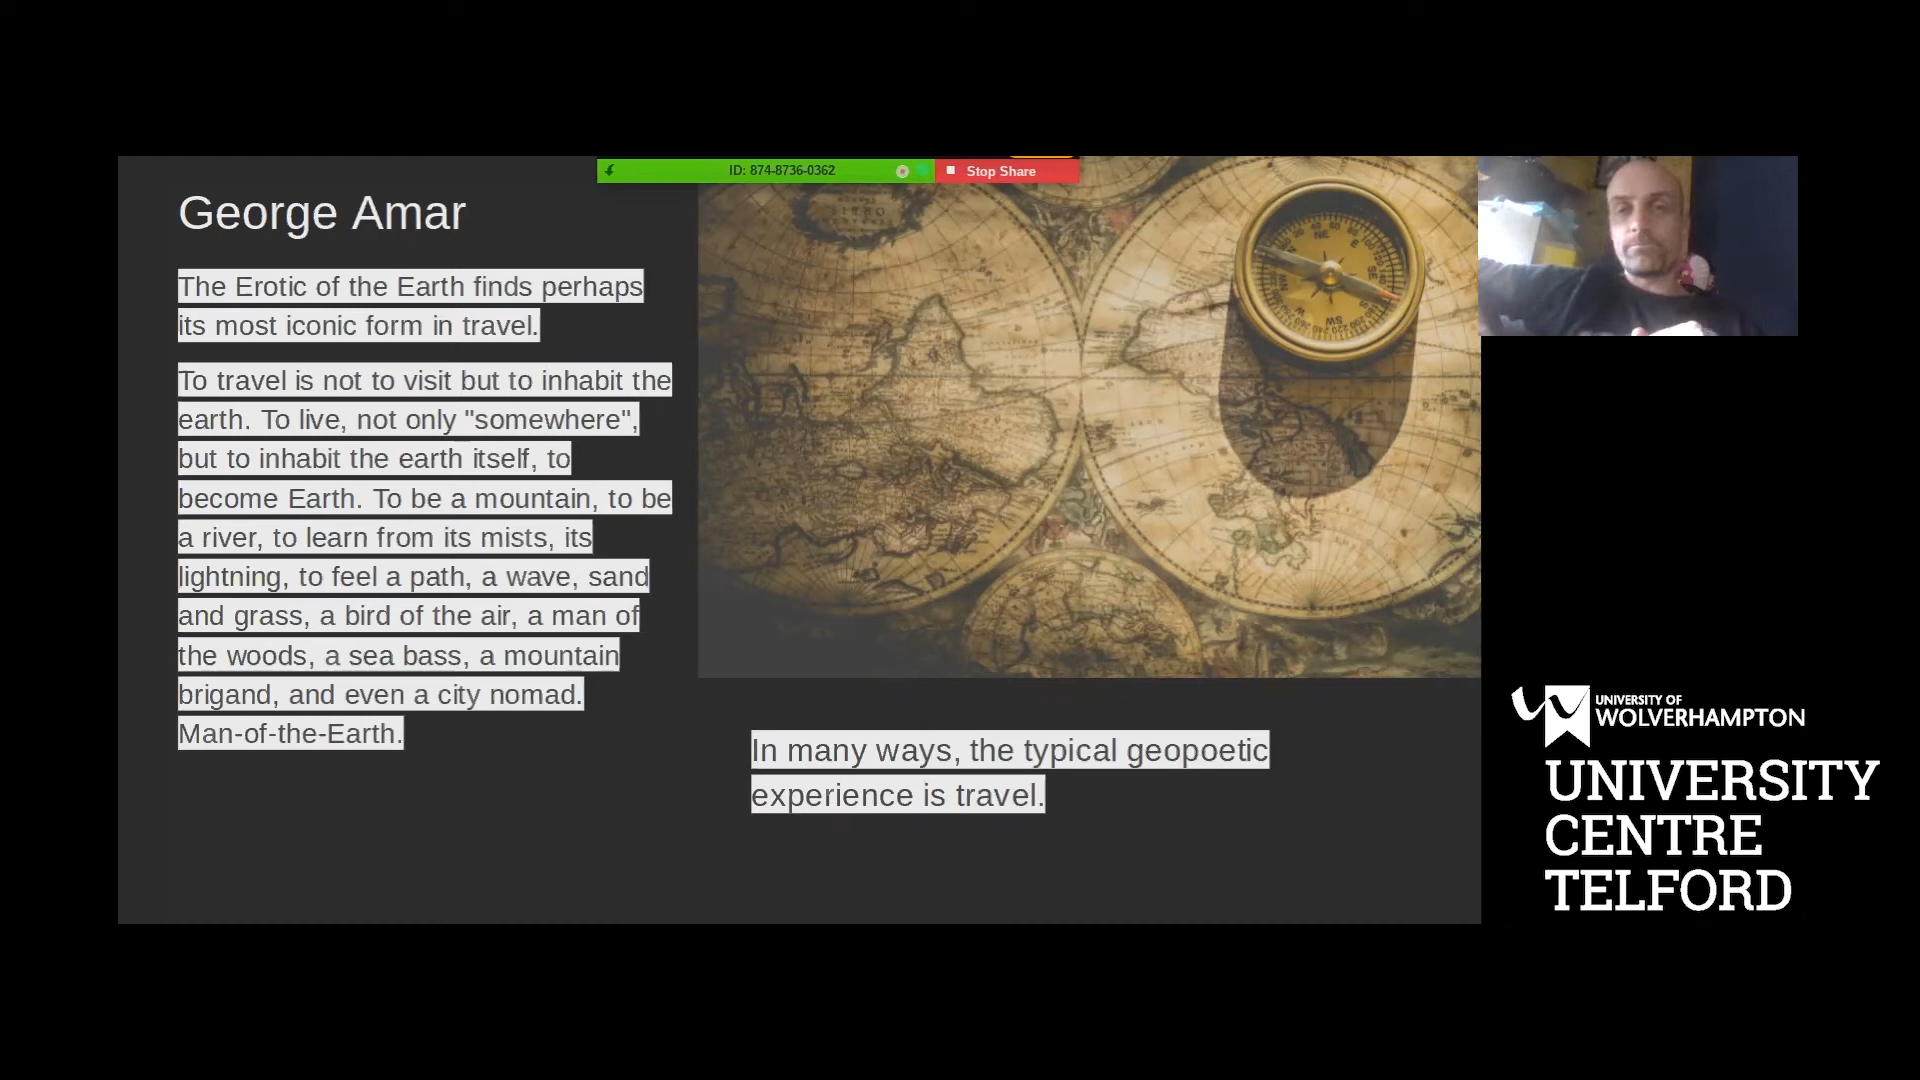 ID: 874-8736-0362
Stop Share
George Amar
The Erotic of the Earth finds perhaps
its most iconic form in travel.
To travel is not to visit but to inhabit the
earth. To live, not only "somewhere",
but to inhabit the earth itself, to
become Earth. To be a mountain, to be
a river, to learn from its mists, its
lightning, to feel a path, a wave, sand
and grass, a bird of the air, a man of
the woods, a sea bass, a mountain
brigand, and even a city nomad.
Man-of-the-Earth.
In many ways, the typical geopoetic
experience is travel.
NE
E
SE
S
SW
W
UNIVERSITY OF
WOLVERHAMPTON
UNIVERSITY
CENTRE
TELFORD